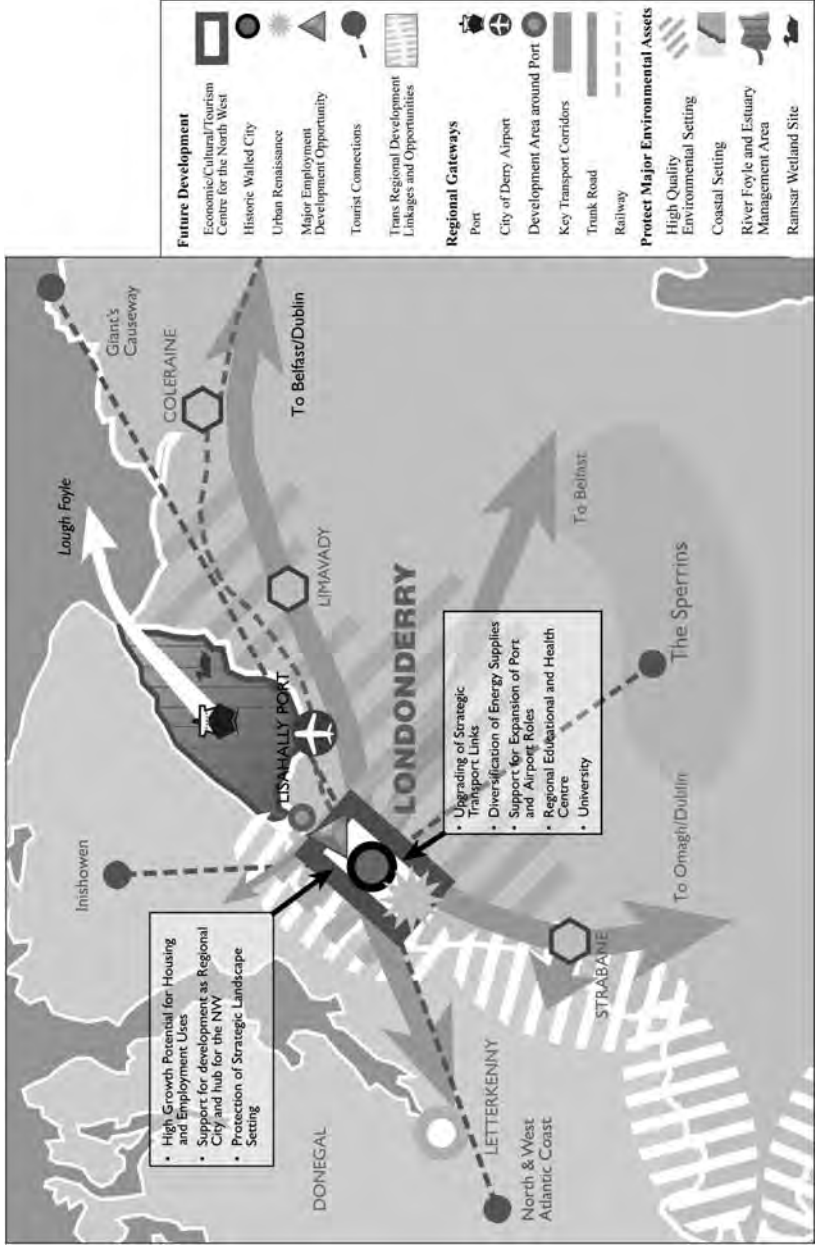 Giant's
Causeway
COLERAINE
Lough Foyle
To Belfast/Dublin
LIMAVADY
Inishowen
LISAHALLY PORT
LONDONDERRY
To Belfast
• High Growth Potential for Housing
and Employment Uses
• Support for development as Regional
City and hub for the NW
• Protection of Strategic Landscape
Setting
• Upgrading of Strategic
Transport Links
• Diversification of Energy Supplies
• Support for Expansion of Port
and Airport Roles
• Regional Educational and Health
Centre
• University
The Sperrins
DONEGAL
LETTERKENNY
North & West
Atlantic Coast
STRABANE
To Omagh/Dublin
Future Development
Economic/Cultural/Tourism
Centre for the North West
Historic Walled City
Urban Renaissance
Major Employment
Development Opportunity
Tourist Connections
Trans Regional Development
Linkages and Opportunities
Regional Gateways
Port
City of Derry Airport
Development Area around Port
Key Transport Corridors
Trunk Road
Railway
Protect Major Environmental Assets
High Quality
Environmental Setting
Coastal Setting
River Foyle and Estuary
Management Area
Ramsar Wetland Site